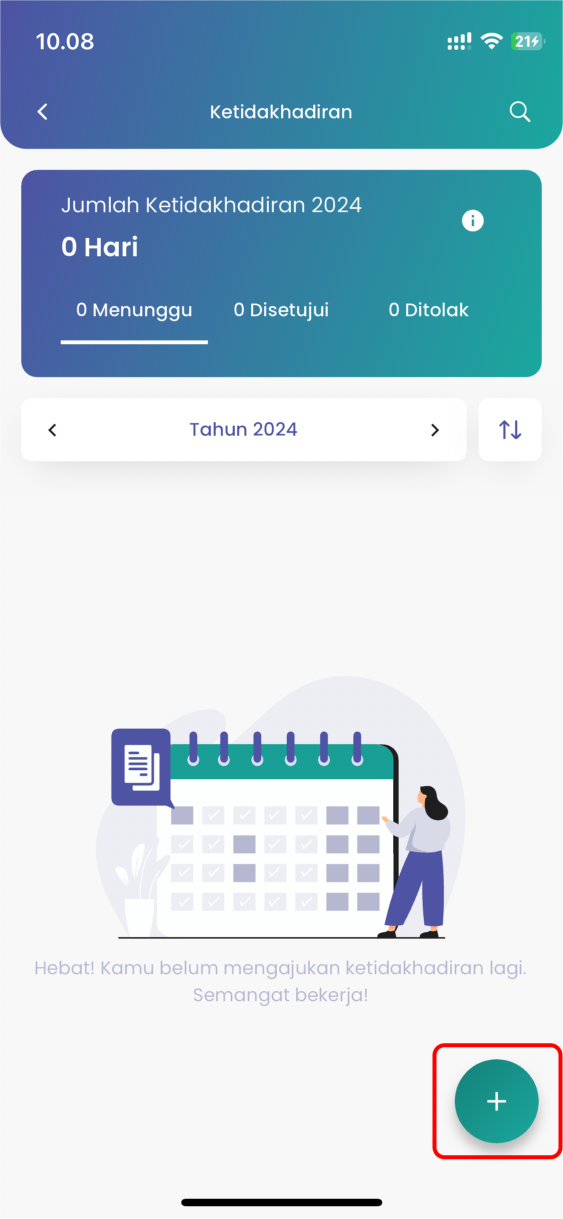 10.08
21
Ketidakhadiran
Jumlah Ketidakhadiran 2024
0 Hari
0 Menunggu 0 Disetujui 0 Ditolak
Tahun 2024
Hebat! Kamu belum mengajukan ketidakhadiran lagi.
Semangat bekerja!